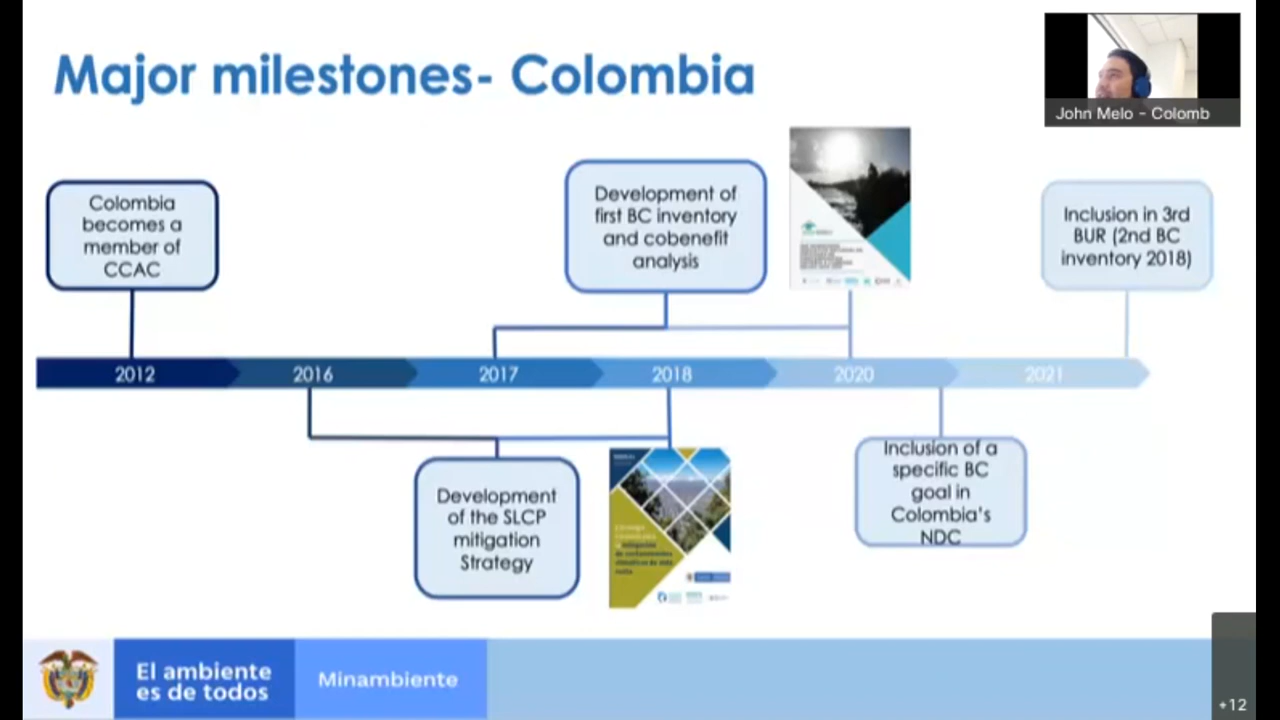 Major milestones- Colombia
John Melo - Colomb
Colombia
becomes a
member of
CCAC
Development of
first BC inventory
and cobenefit
analysis
Inclusion in 3rd
BUR (2nd BC
inventory 2018)
2012
2016
2017
2018
2020
2021
Development
of the SLCP
mitigation
Strategy
Inclusion of a
specific BC
goal in
Colombia's
NDC
El ambiente
es de todos
Minambiente
+12